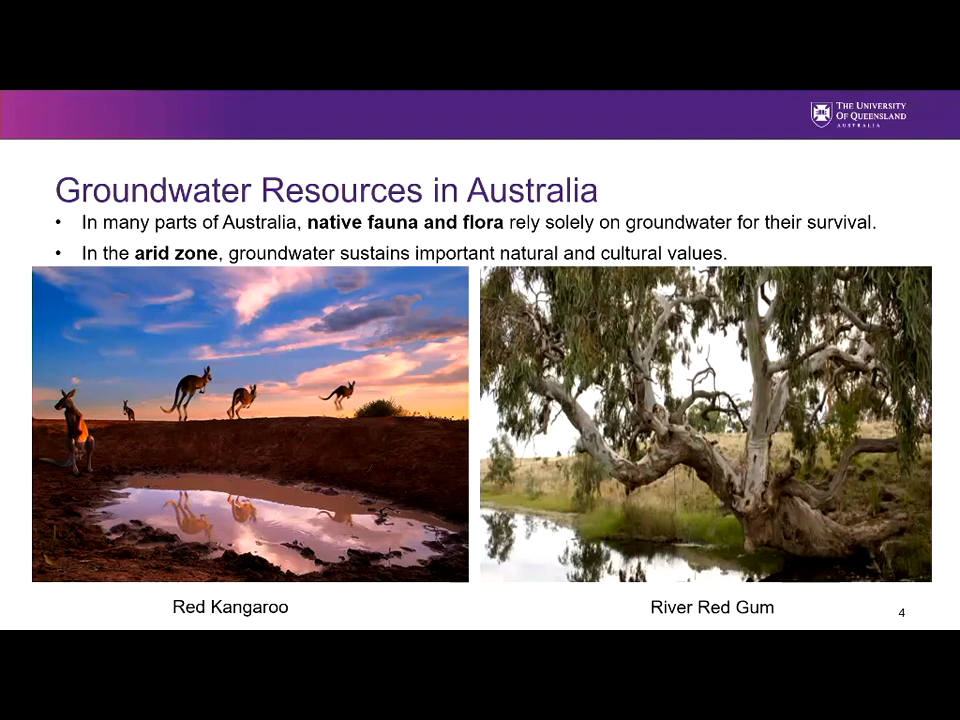 THE UNIVERSITY
OF QUEENSLAND
AUSTRALIA
Groundwater Resources in Australia
• In many parts of Australia, native fauna and flora rely solely on groundwater for their survival.
• In the arid zone, groundwater sustains important natural and cultural values.
Red Kangaroo
River Red Gum
4